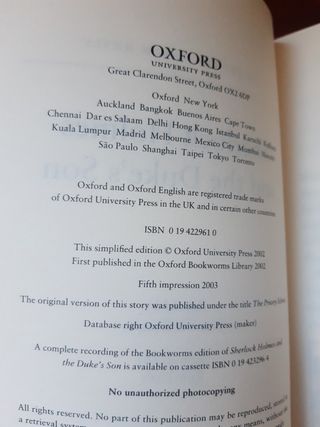 OXFORD
UNIVERSITY PRESS
Great Clarendon Street, Oxford OX2 6DP
Oxford New York
Auckland Bangkok Buenos Aires Cape Town
Chennai Dar es Salaam Delhi Hong Kong Istanbul Karachi Kolkata
Kuala Lumpur Madrid Melbourne Mexico City Mumbai Nairobi
São Paulo Shanghai Taipei Tokyo Toronto
Oxford and Oxford English are registered trade marks
of Oxford University Press in the UK and in certain other countries
ISBN 0 19 422961 0
This simplified edition © Oxford University Press 2002
First published in the Oxford Bookworms Library 2002
Fifth impression 2003
The original version of this story was published under the title The Priory School
Database right Oxford University Press (maker)
A complete recording of the Bookworms edition of Sherlock Holmes and
the Duke's Son is available on cassette ISBN 0 19 423296 4
No unauthorized photocopying
All rights reserved. No part of this publication may be reproduced, stored in
a retrieval system, means, without